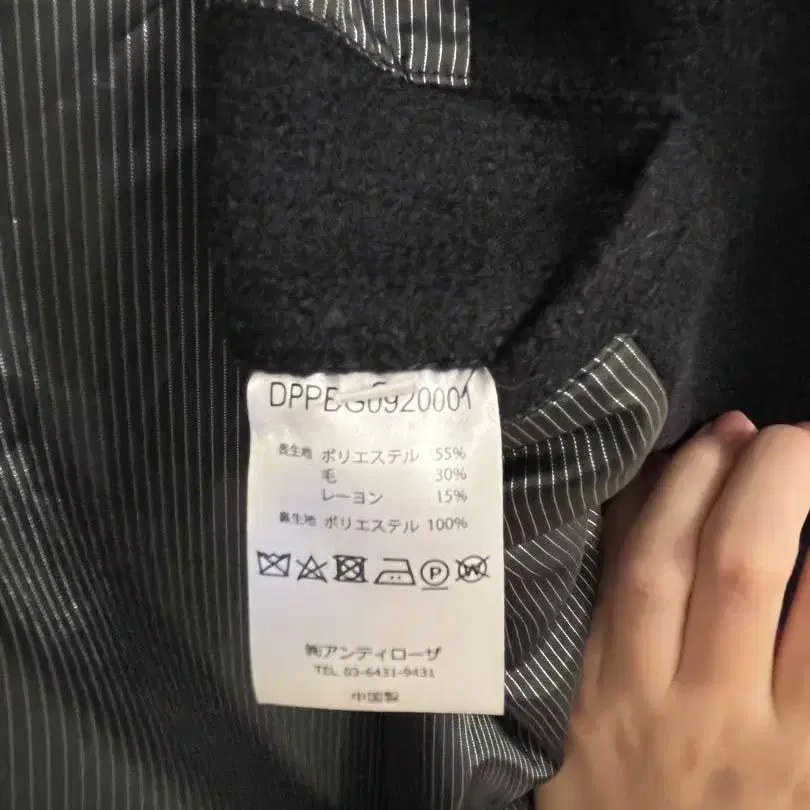 DPPBG0920001
表生地 ポリエステル 55%
毛 30%
レーヨン 15%
裏生地 ポリエステル 100%
P W
㈱アンティローザ
TEL 03-6431-9431
中国製